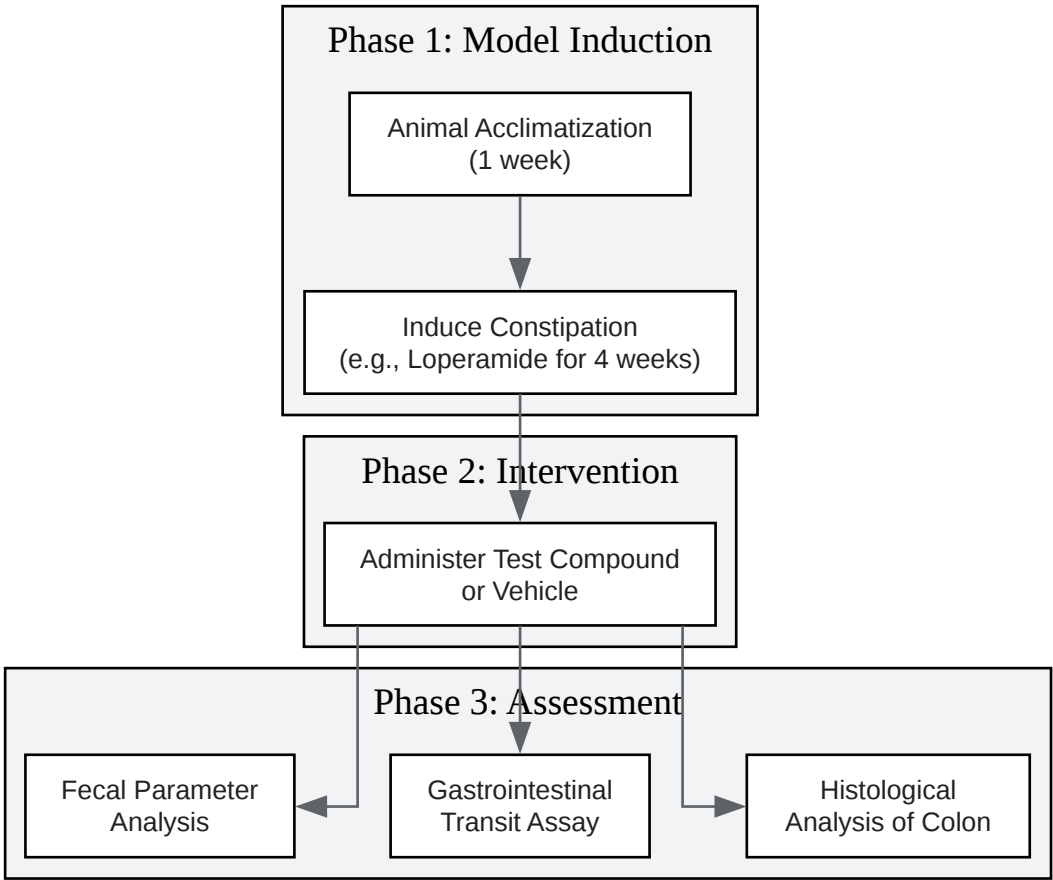 Phase 1: Model Induction
Animal Acclimatization
(1 week)
Induce Constipation
(e.g., Loperamide for 4 weeks)
Phase 2: Intervention
Administer Test Compound
or Vehicle
Phase 3: Assessment
Fecal Parameter
Analysis
Gastrointestinal
Transit Assay
Histological
Analysis of Colon